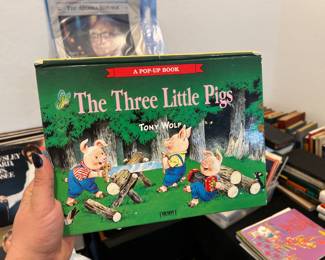 A POP-UP BOOK
The Three Little Pigs
TONY WOLF